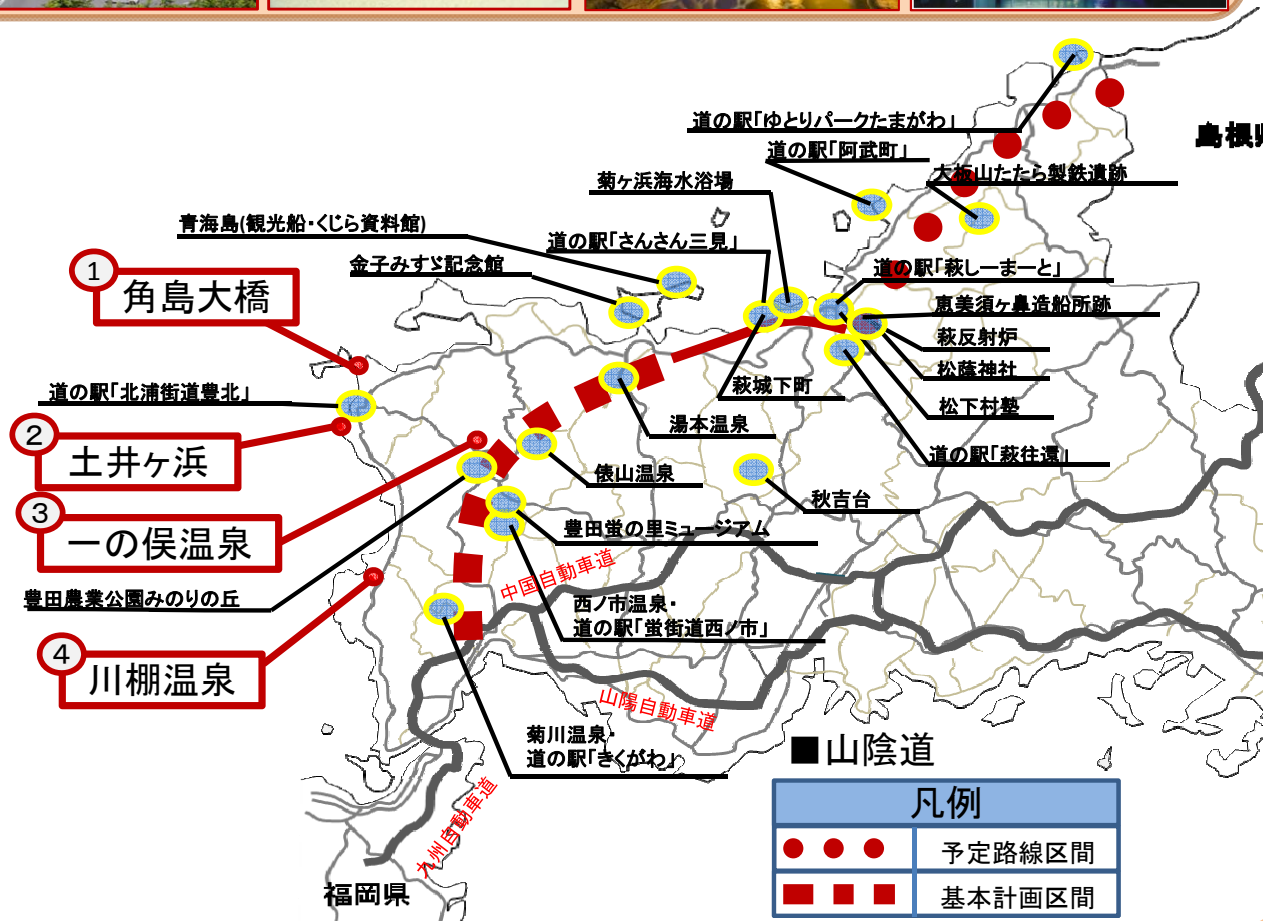 道の駅「ゆとりパークたまがわ」
島根県
道の駅「阿武町」
大板山たたら製鉄遺跡
菊ヶ浜海水浴場
青海島(観光船・くじら資料館)
道の駅「さんさん三見」
金子みすゞ記念館
道の駅「萩しーまーと」
1
角島大橋
恵美須ヶ鼻造船所跡
萩反射炉
松蔭神社
萩城下町
道の駅「北浦街道豊北」
松下村塾
湯本温泉
2
土井ヶ浜
道の駅「萩往還」
俵山温泉
秋吉台
3
一の俣温泉
豊田蛍の里ミュージアム
中国自動車道
豊田農業公園みのりの丘
西ノ市温泉・
道の駅「蛍街道西ノ市」
4
川棚温泉
山陽自動車道
菊川温泉・
道の駅「きくがわ」
■山陰道
九州自動車道
凡例
予定路線区間
基本計画区間
福岡県